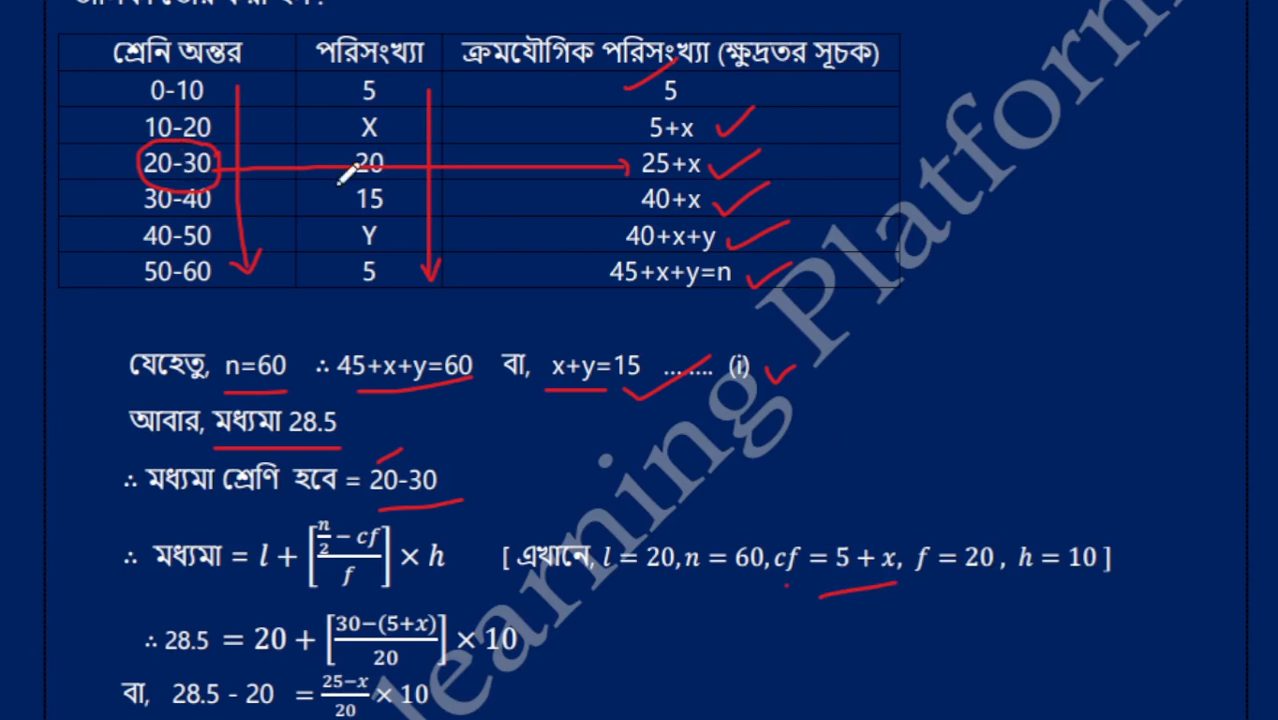 শ্রেনি অন্তর পরিসংখ্যা ক্রমযৌগিক পরিসংখ্যা (ক্ষুদ্রতর সূচক)
0-10 5 5
10-20 X 5+x
20-30 20 25+x
30-40 15 40+x
40-50 Y 40+x+y
50-60 5 45+x+y=n
যেহেতু, n=60 ∴ 45+x+y=60 বা, x+y=15 ... .... (i)
আবার, মধ্যমা 28.5
∴ মধ্যমা শ্রেণি হবে = 20-30
∴ মধ্যমা = l + [(n/2 − cf)/f] × h [ এখানে, l = 20, n = 60, cf = 5 + x, f = 20 , h = 10 ]
∴ 28.5 = 20 + [30−(5+x)/20] × 10
বা, 28.5 - 20 = 25−x/20 × 10
learning Platform